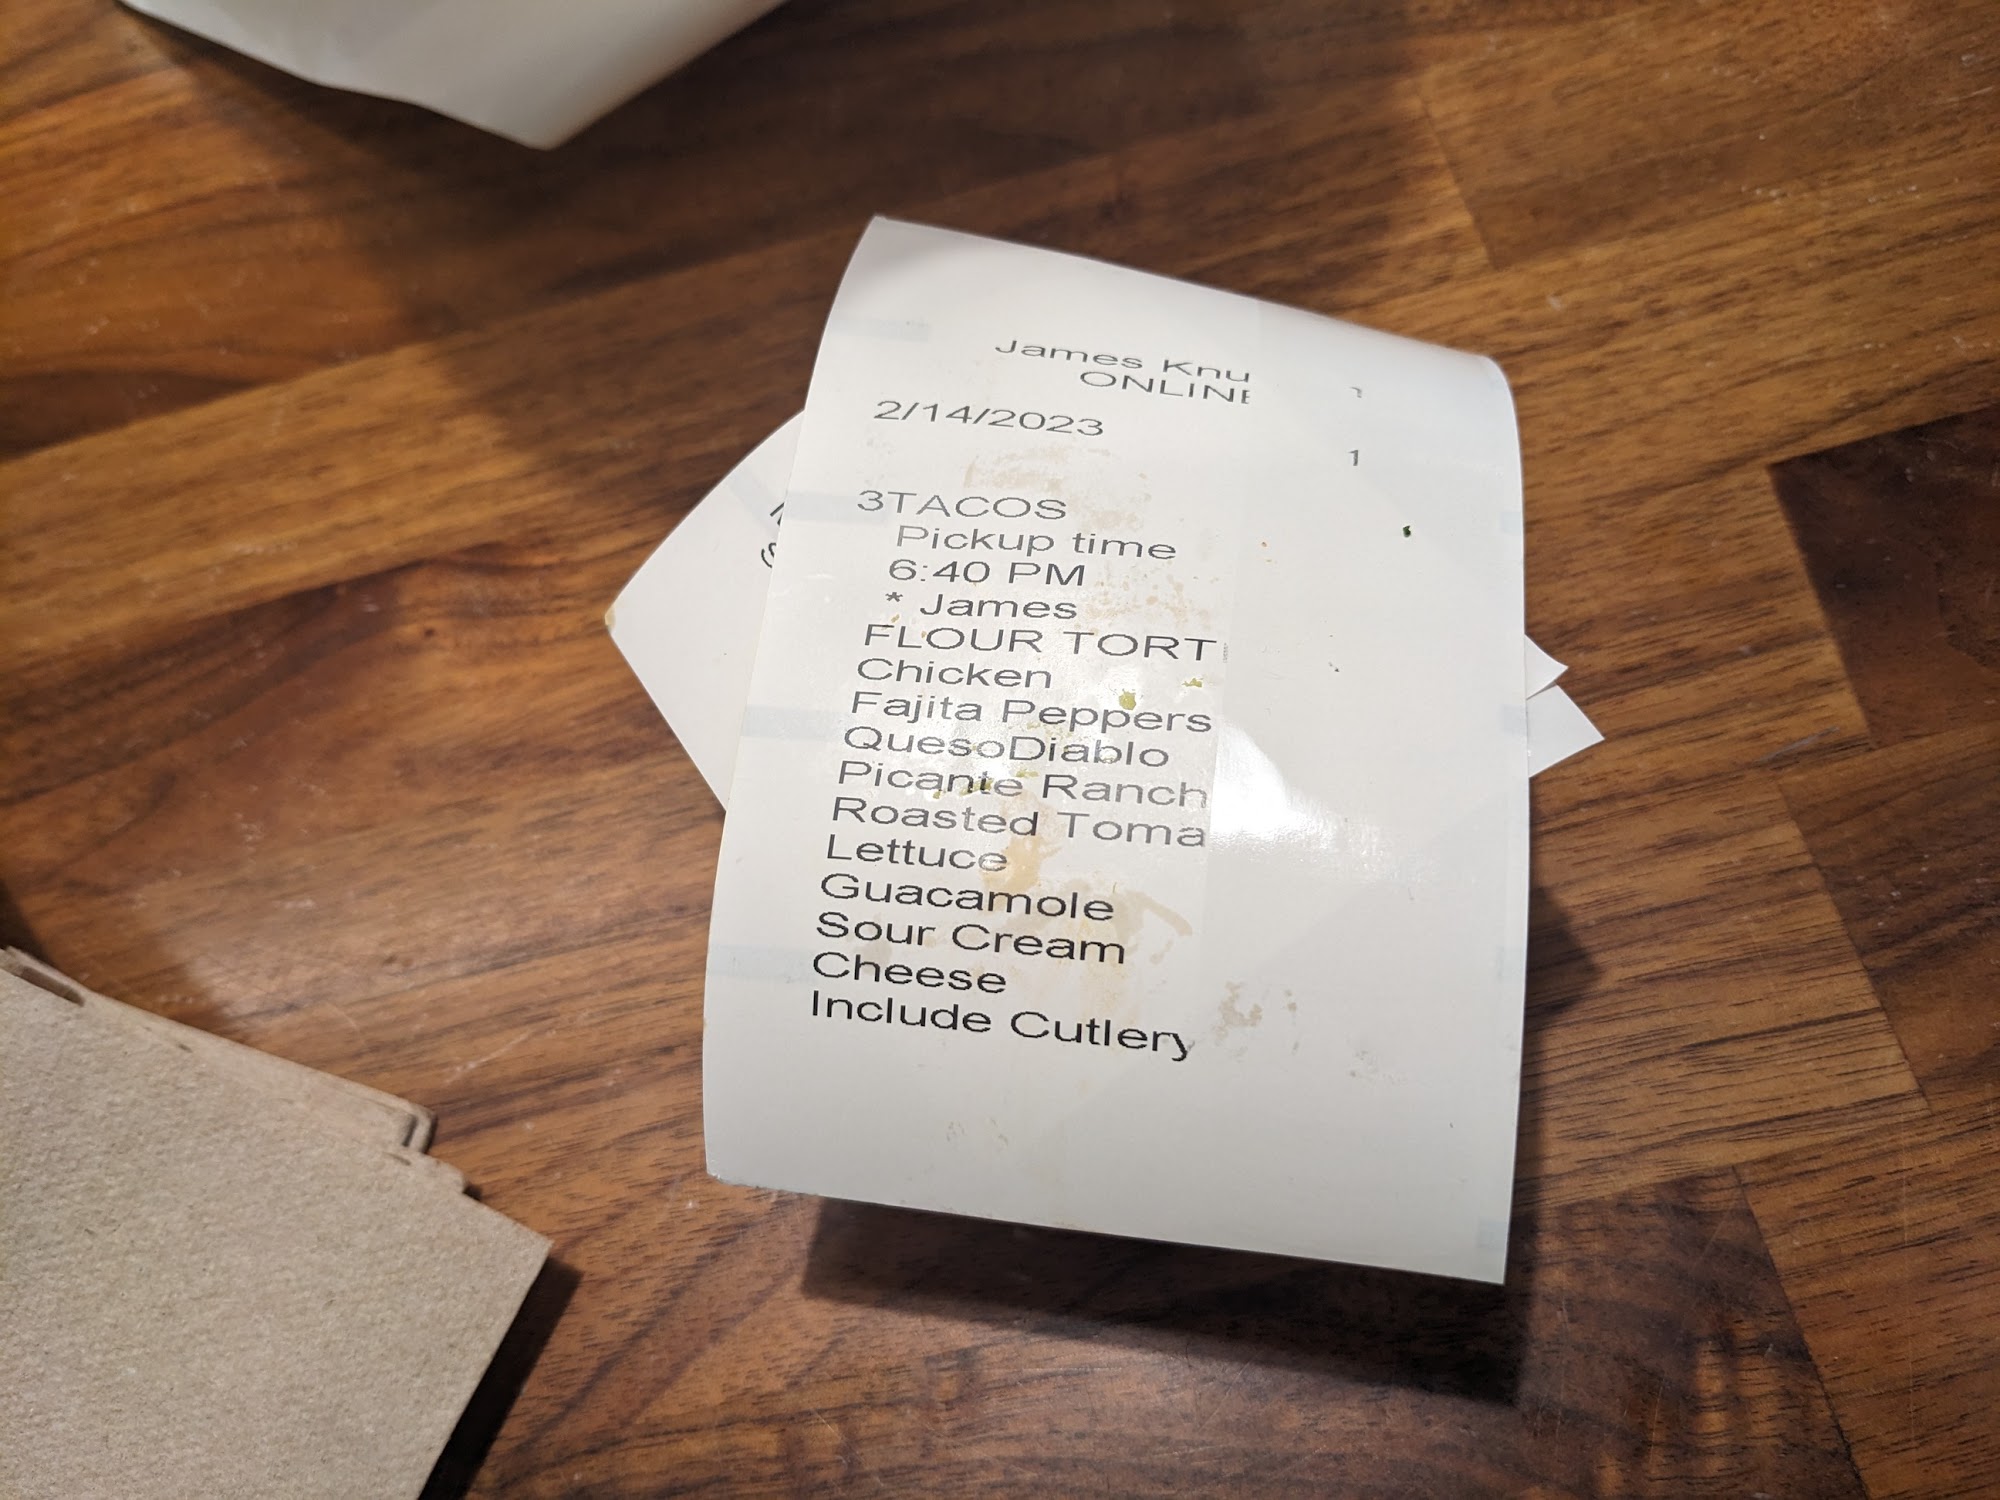 James Knu
ONLINE
2/14/2023
1
3TACOS
Pickup time
6:40 PM
* James
FLOUR TORT
Chicken
Fajita Peppers
QuesoDiablo
Picante Ranch
Roasted Toma
Lettuce
Guacamole
Sour Cream
Cheese
Include Cutlery